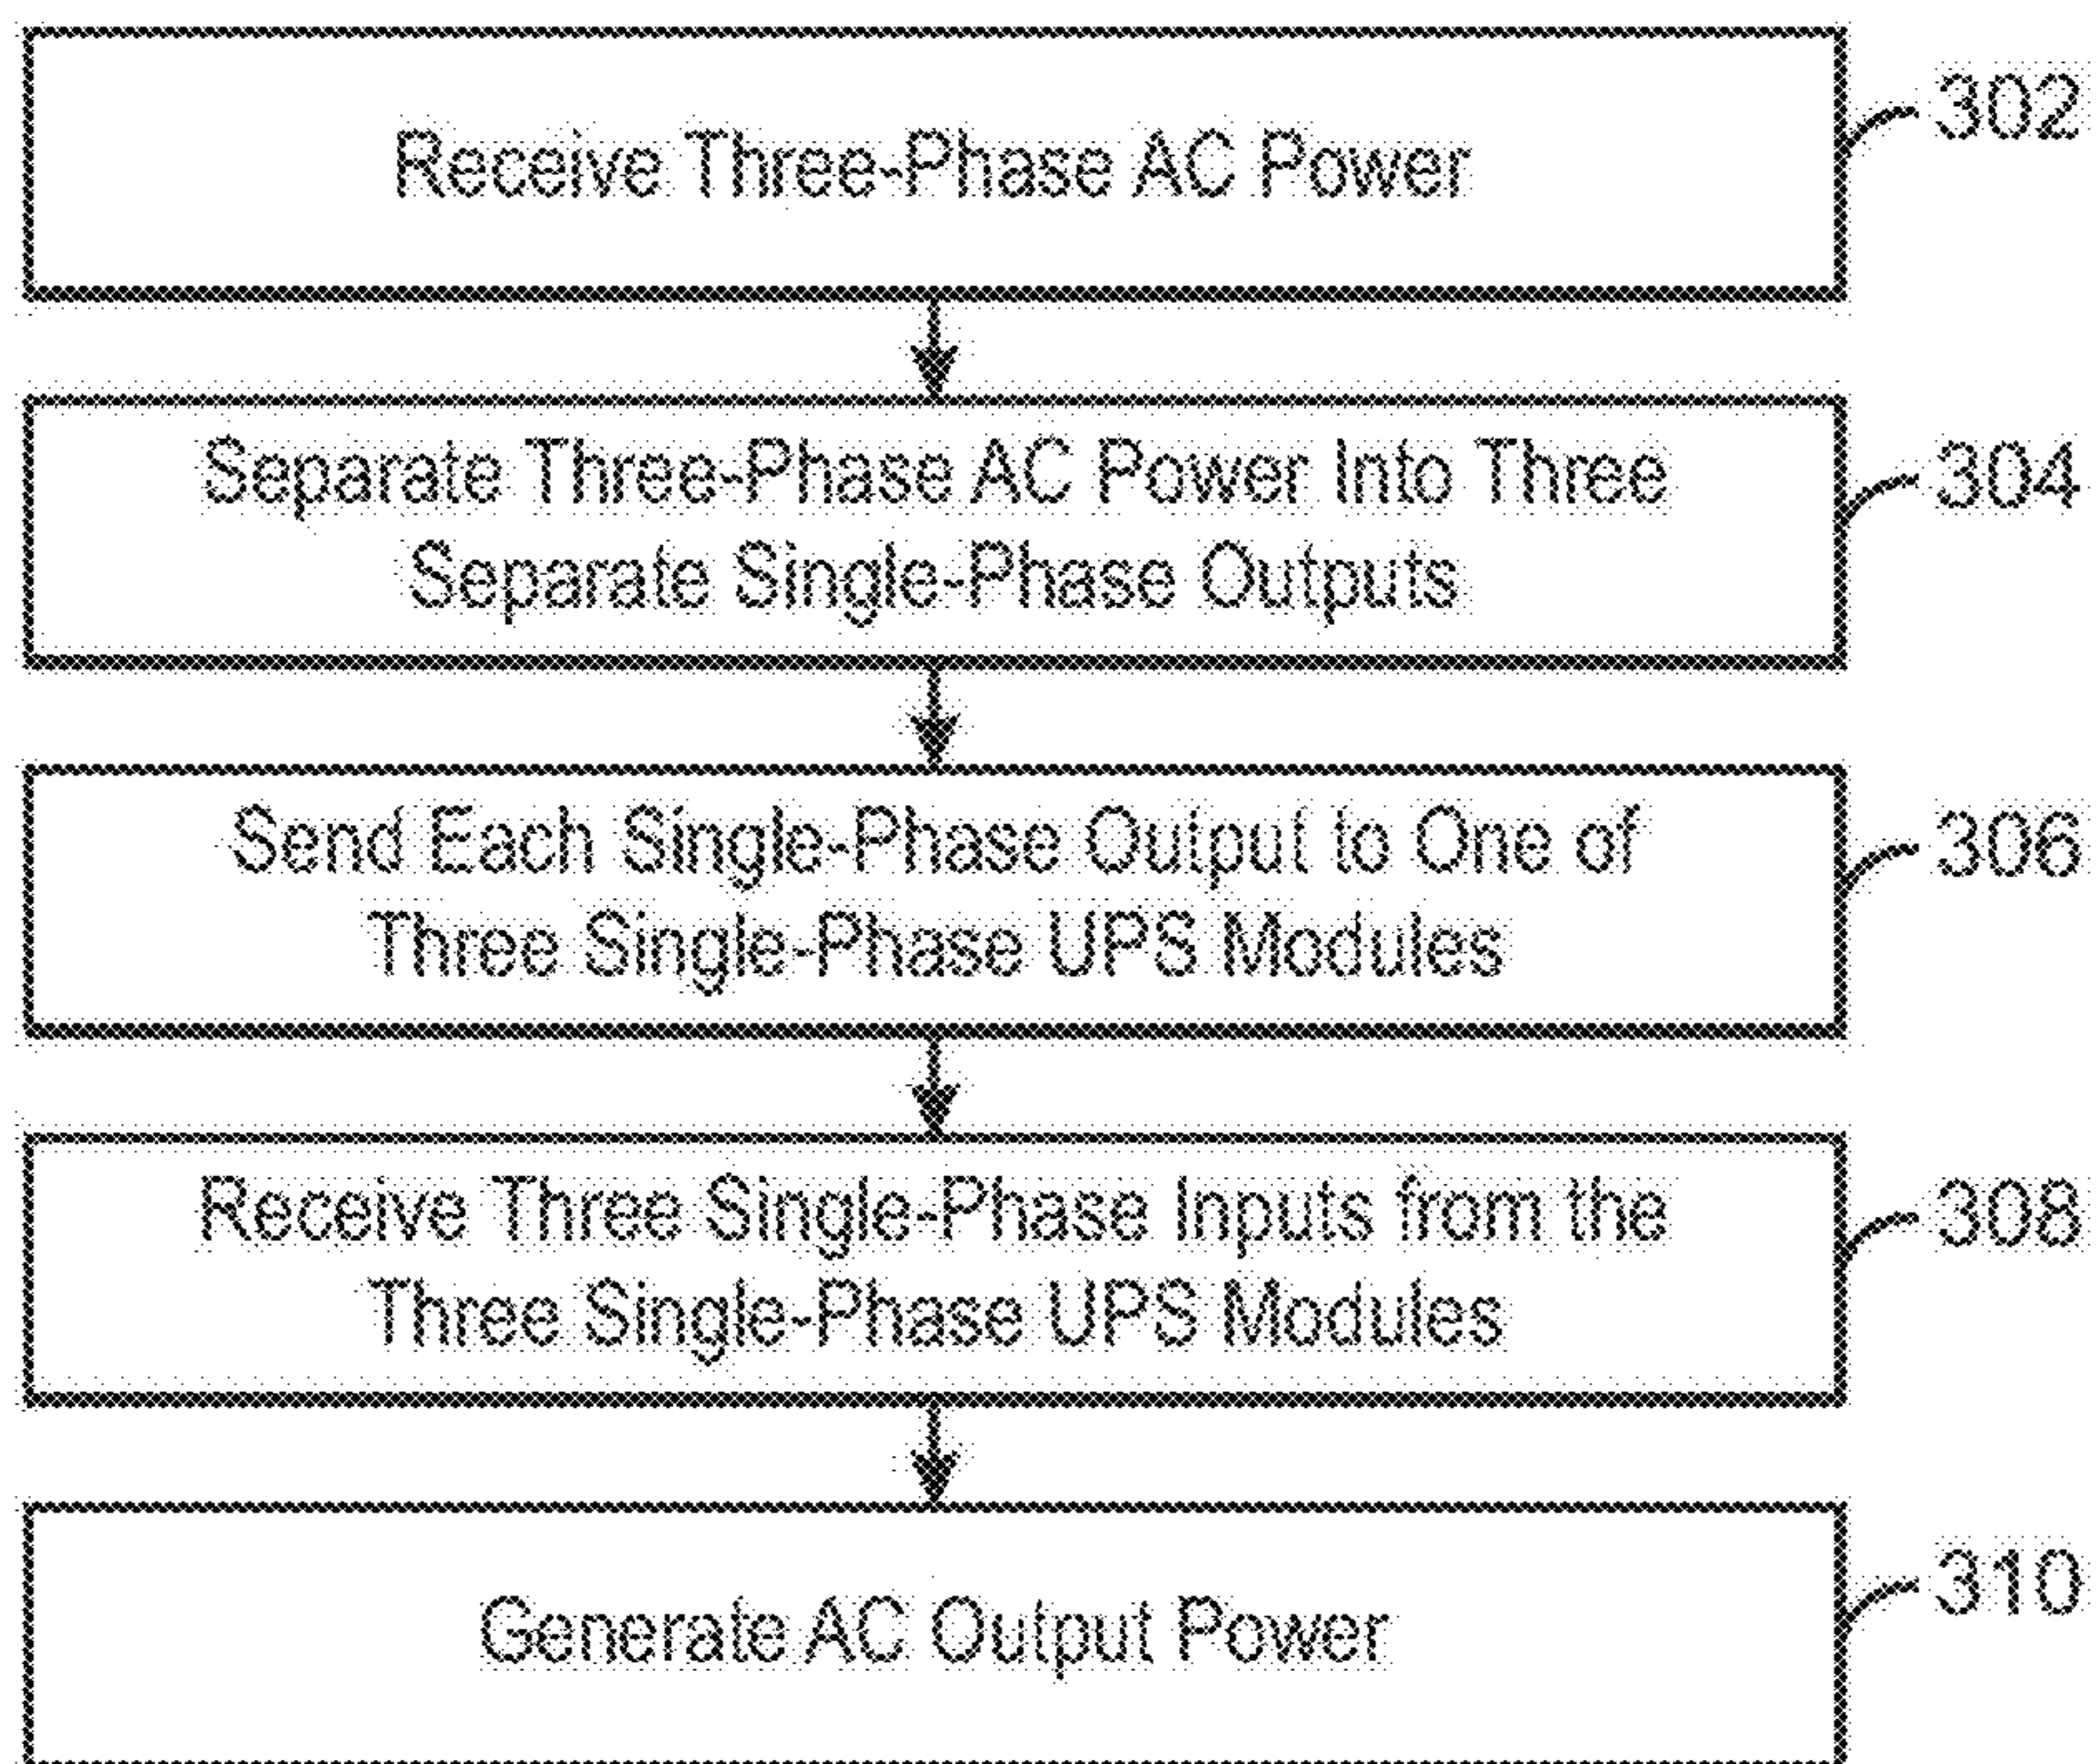 Receive Three-Phase AC Power
302
Separate Three-Phase AC Power Into Three
Separate Single-Phase Outputs
304
Send Each Single-Phase Output to One of
Three Single-Phase UPS Modules
306
Receive Three Single-Phase Inputs from the
Three Single-Phase UPS Modules
308
Generate AC Output Power
310